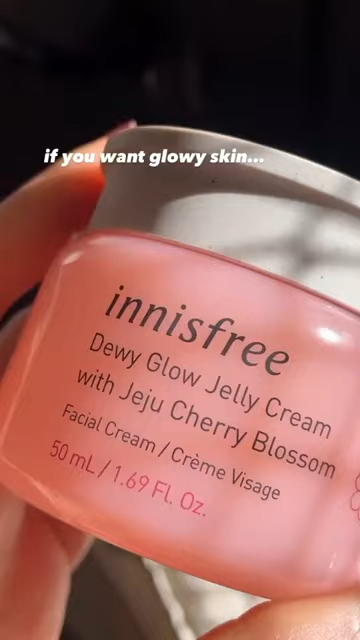 if you want glowy skin...
innisfree
Dewy Glow Jelly Cream
with Jeju Cherry Blossom
Facial Cream / Crème Visage
50 mL / 1.69 Fl. Oz.